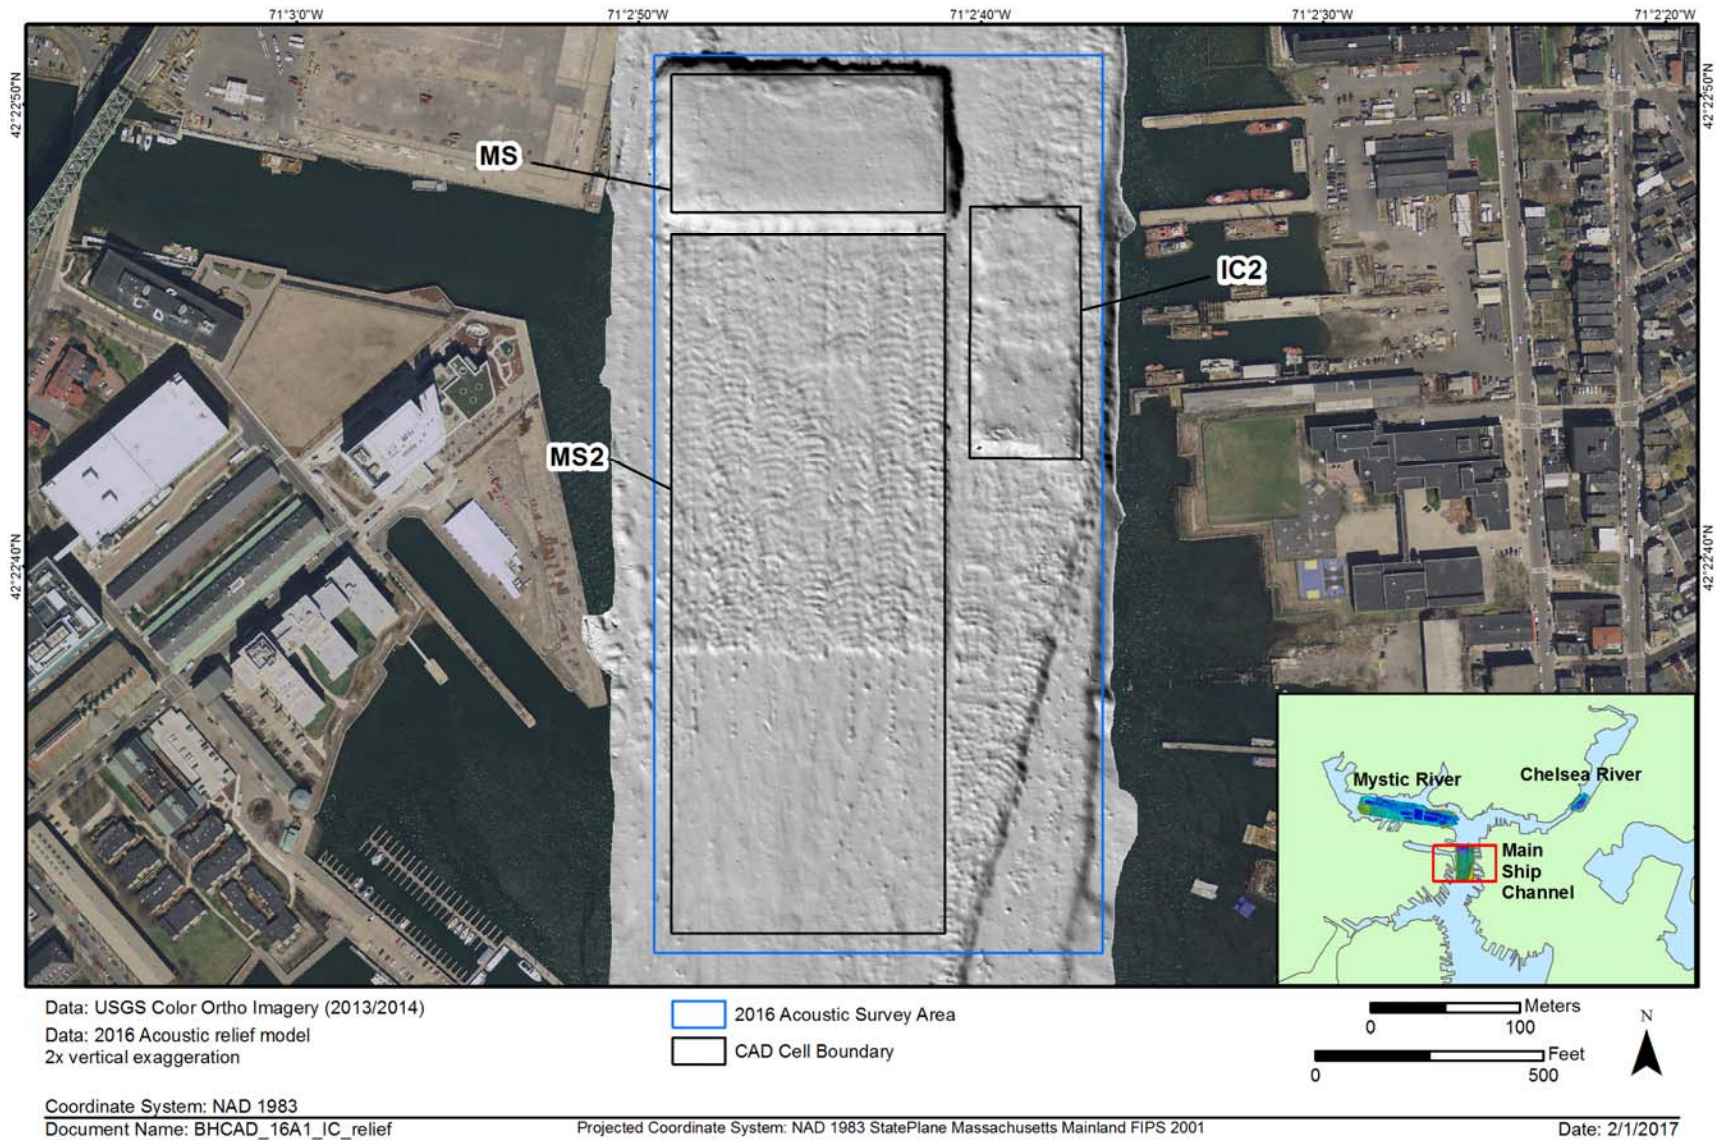 71°3'0"W 71°2'50"W 71°2'40"W 71°2'30"W 71°2'20"W
42°22'50"N
42°22'50"N
MS
IC2
MS2
42°22'40"N
42°22'40"N
Mystic River
Chelsea River
Main
Ship
Channel
Data: USGS Color Ortho Imagery (2013/2014)
Data: 2016 Acoustic relief model
2x vertical exaggeration
2016 Acoustic Survey Area
CAD Cell Boundary
Meters
0 100
Feet
0 500
N
Coordinate System: NAD 1983
Document Name: BHCAD_16A1_IC_relief
Projected Coordinate System: NAD 1983 StatePlane Massachusetts Mainland FIPS 2001
Date: 2/1/2017